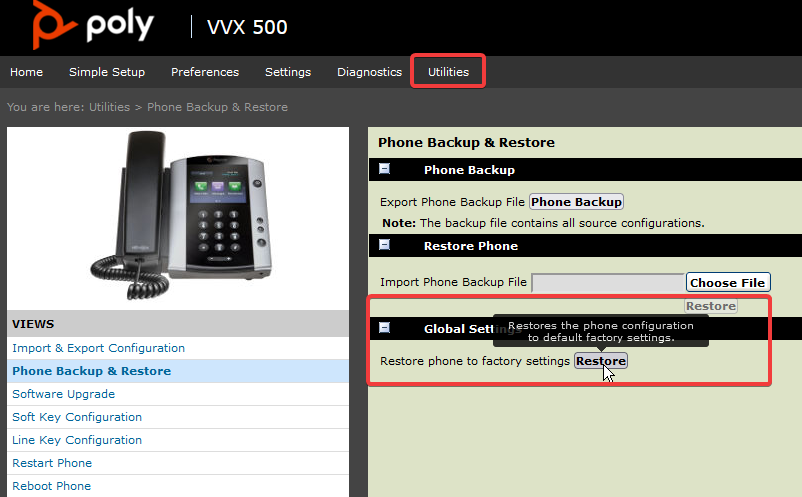 poly | VVX 500
Home Simple Setup Preferences Settings Diagnostics Utilities
You are here: Utilities > Phone Backup & Restore
Phone Backup & Restore
Phone Backup
Export Phone Backup File Phone Backup
Note: The backup file contains all source configurations.
Restore Phone
Import Phone Backup File Choose File
Restore
Global Sett
Restores the phone configuration
to default factory settings.
Restore phone to factory settings Restore
VIEWS
Import & Export Configuration
Phone Backup & Restore
Software Upgrade
Soft Key Configuration
Line Key Configuration
Restart Phone
Reboot Phone